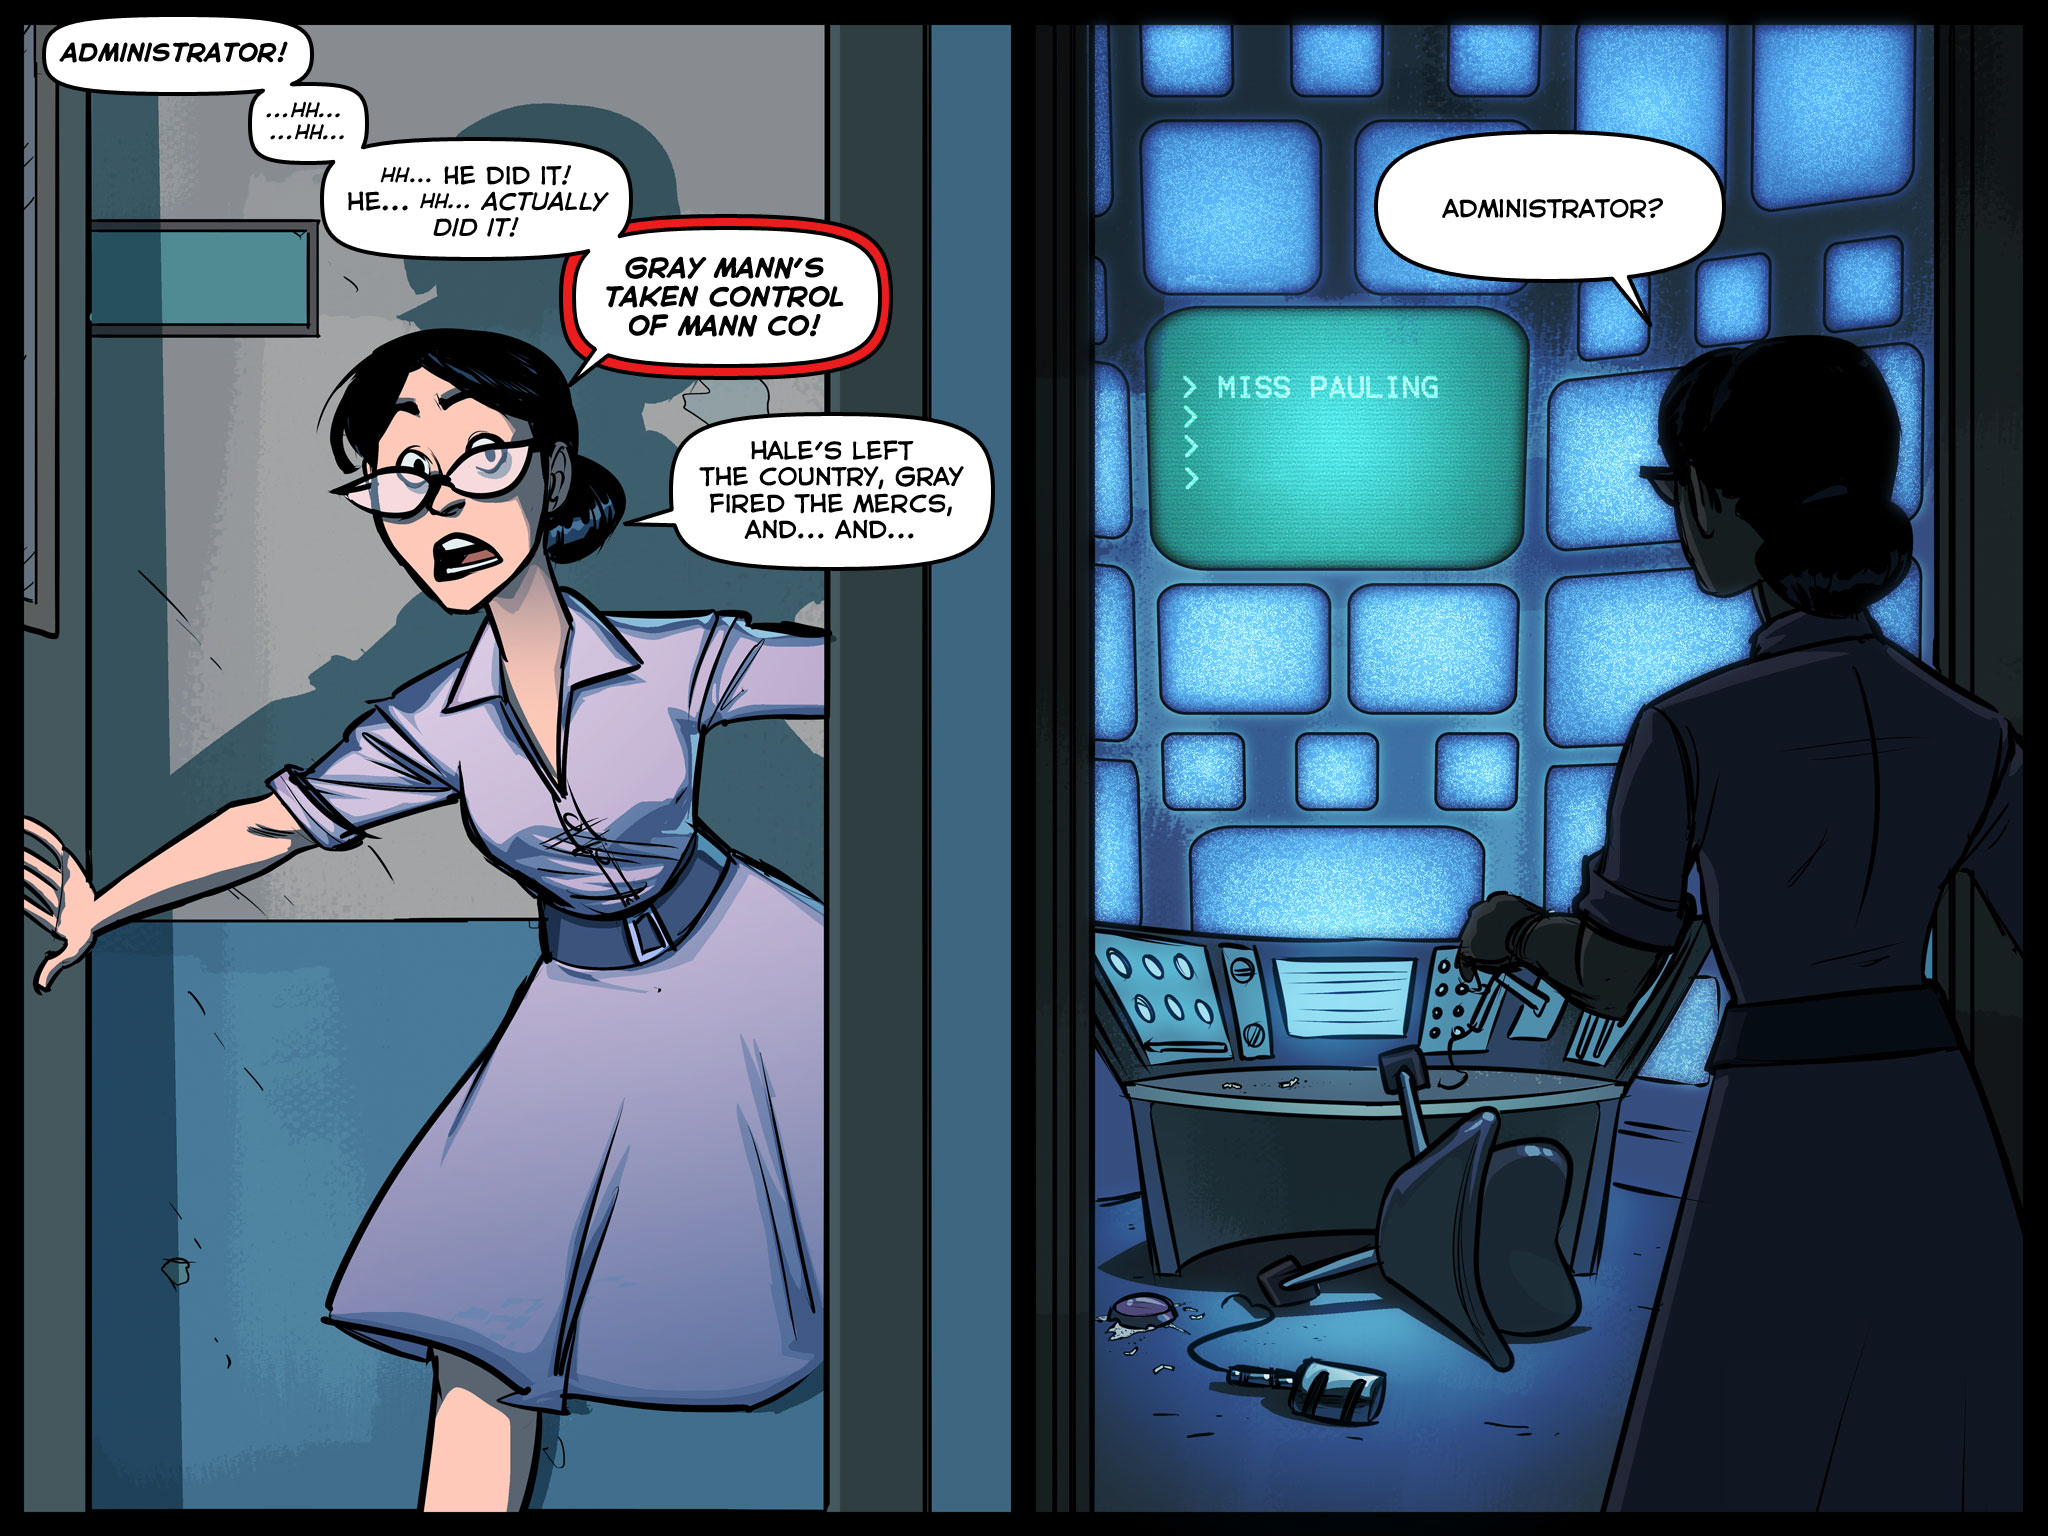 ADMINISTRATOR!
...HH...
...HH...
HH... HE DID IT!
HE... HH... ACTUALLY
DID IT!
GRAY MANN'S
TAKEN CONTROL
OF MANN CO!
HALE'S LEFT
THE COUNTRY, GRAY
FIRED THE MERCS,
AND... AND...
ADMINISTRATOR?
> MISS PAULING
>
>
>